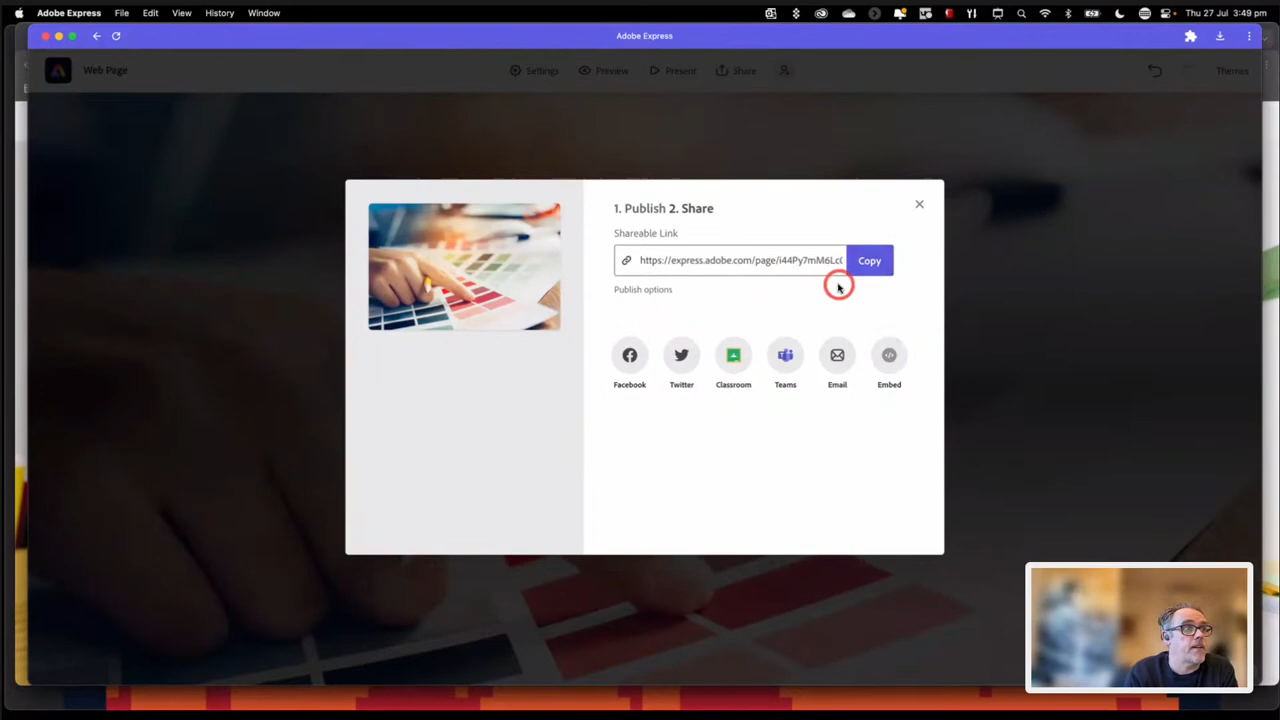 Adobe Express File Edit View History Window Thu 27 Jul 3:49 pm
Adobe Express
Web Page Settings Preview Present Share Themes
1. Publish 2. Share
Shareable Link
https://express.adobe.com/page/i44Py7mM6Lc Copy
Publish options
Facebook Twitter Classroom Teams Email Embed